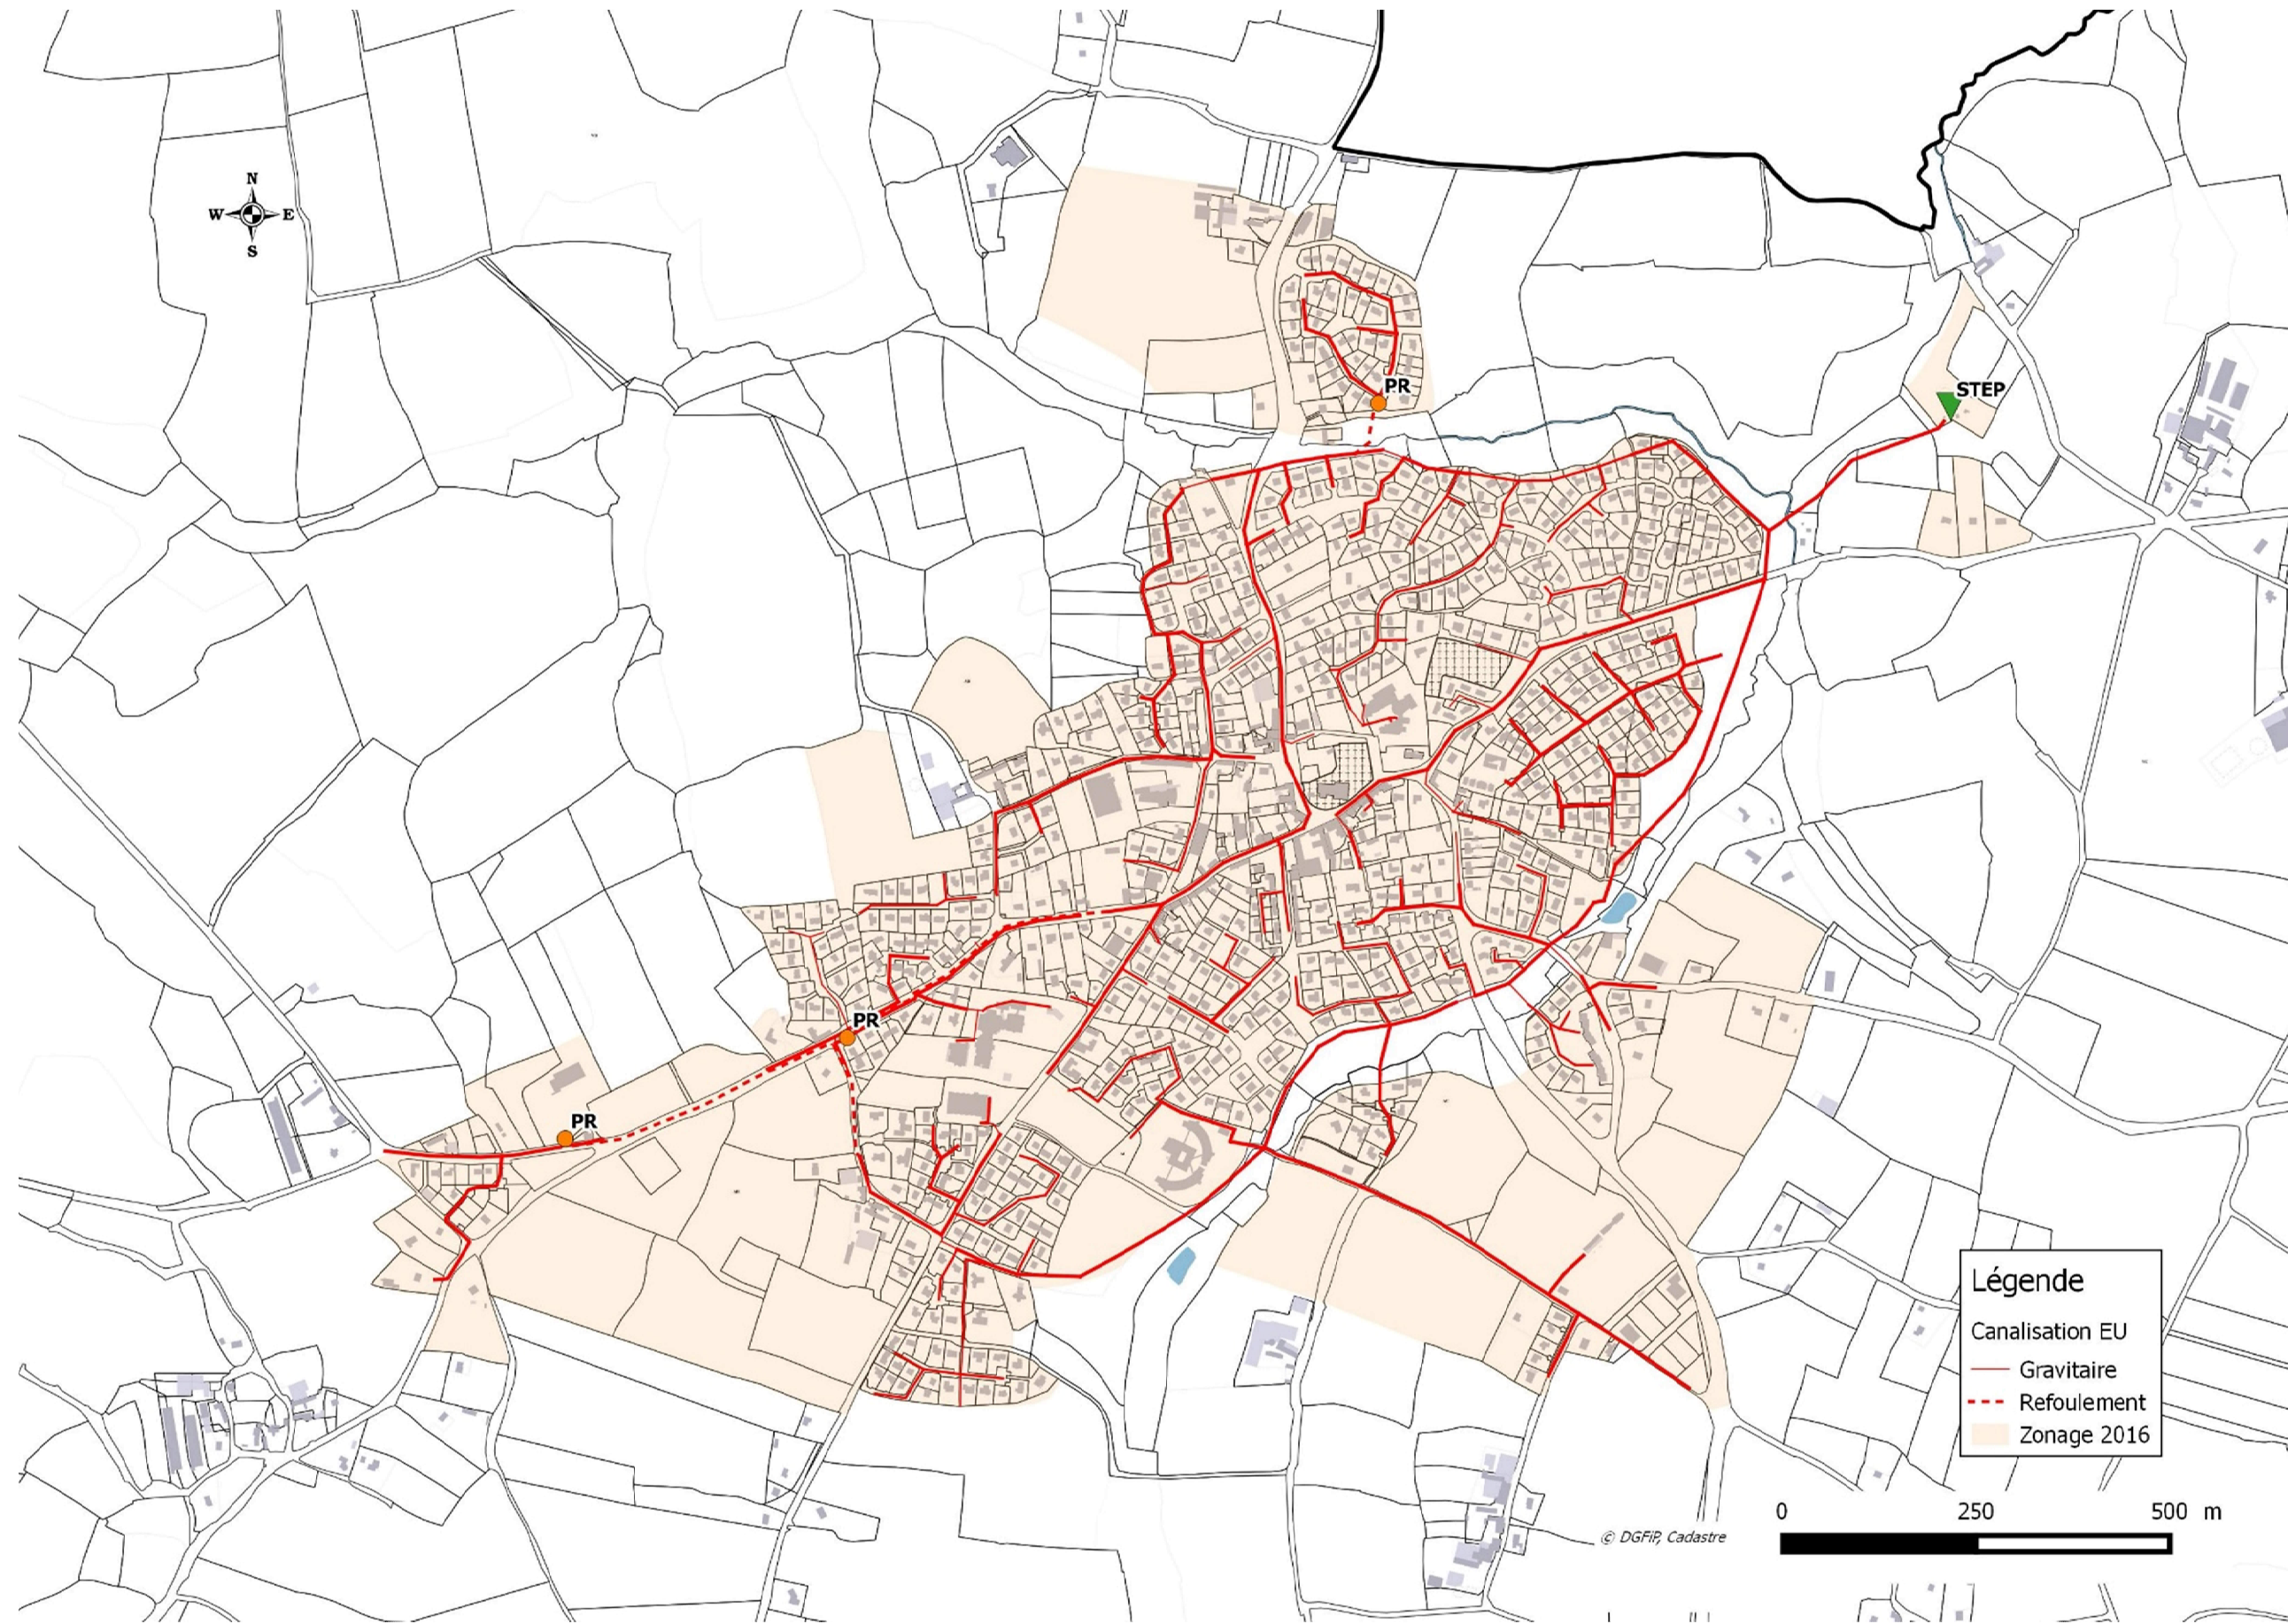 N
W E
S
PR
STEP
PR
PR
Légende
Canalisation EU
Gravitaire
Refoulement
Zonage 2016
0 250 500 m
© DGFiP, Cadastre